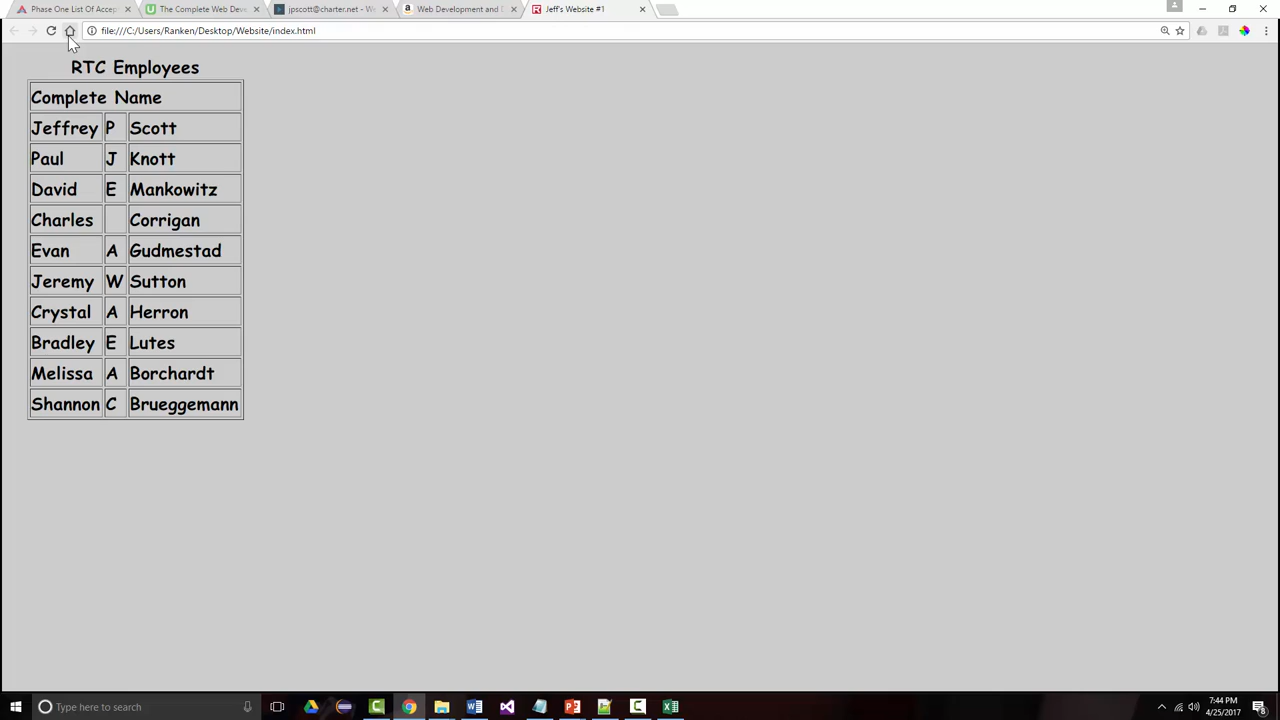 Phase One List Of Accep
The Complete Web Deve
jpscott@charter.net - We
Web Development and D
Jeff's Website #1
file:///C:/Users/Ranken/Desktop/Website/index.html
RTC Employees
Complete Name
Jeffrey P Scott
Paul J Knott
David E Mankowitz
Charles Corrigan
Evan A Gudmestad
Jeremy W Sutton
Crystal A Herron
Bradley E Lutes
Melissa A Borchardt
Shannon C Brueggemann
Type here to search
7:44 PM
4/25/2017